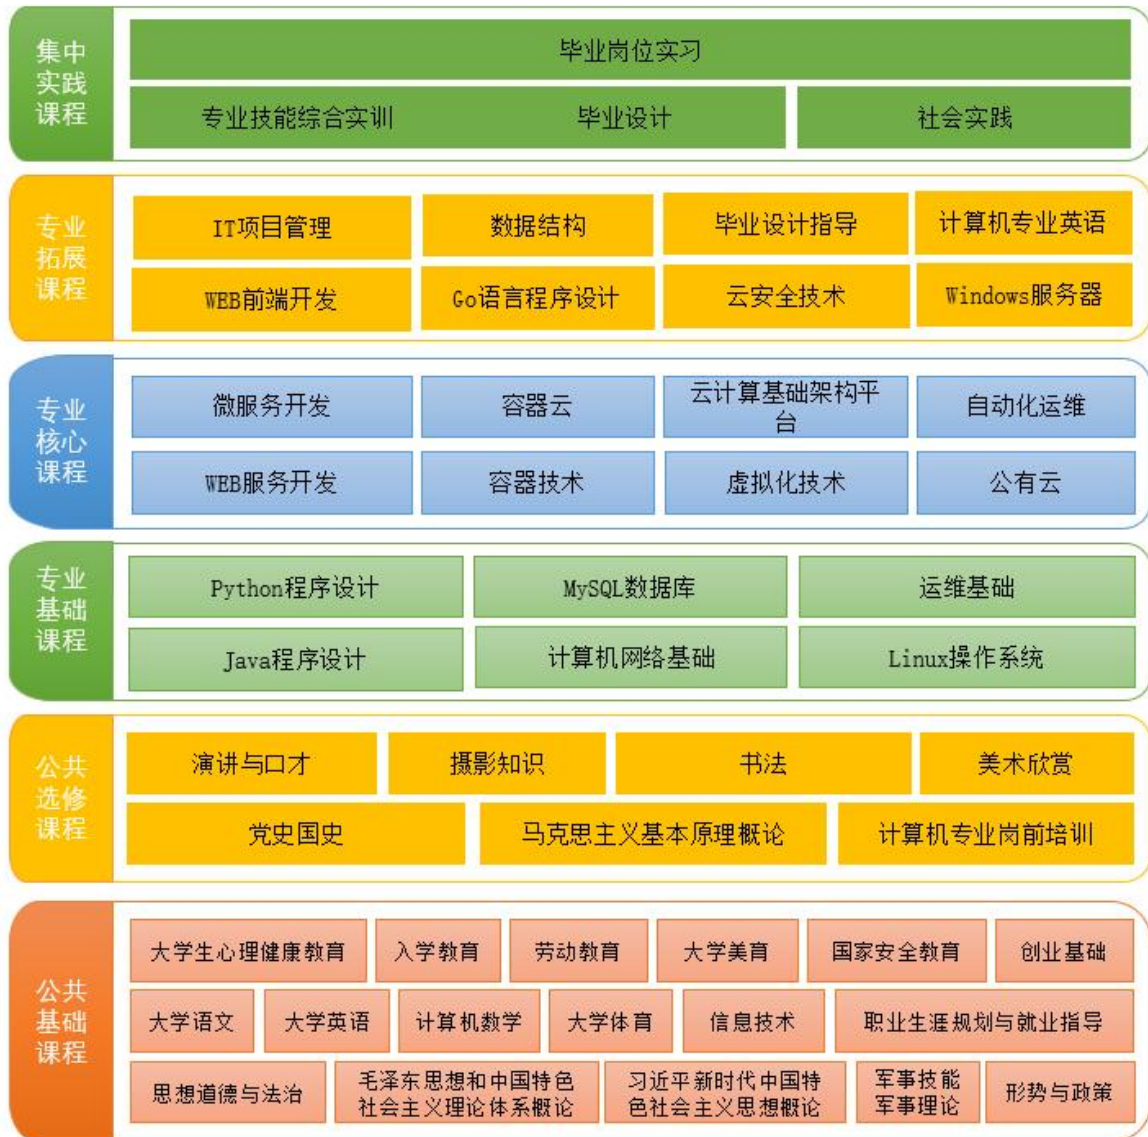 集中
实践
课程
毕业岗位实习
专业技能综合实训 毕业设计 社会实践
专业
拓展
课程
IT项目管理 数据结构 毕业设计指导 计算机专业英语
WEB前端开发 Go语言程序设计 云安全技术 Windows服务器
专业
核心
课程
微服务开发 容器云 云计算基础架构平
台 自动化运维
WEB服务开发 容器技术 虚拟化技术 公有云
专业
基础
课程
Python程序设计 MySQL数据库 运维基础
Java程序设计 计算机网络基础 Linux操作系统
公共
选修
课程
演讲与口才 摄影知识 书法 美术欣赏
党史国史 马克思主义基本原理概论 计算机专业岗前培训
公共
基础
课程
大学生心理健康教育 入学教育 劳动教育 大学美育 国家安全教育 创业基础
大学语文 大学英语 计算机数学 大学体育 信息技术 职业生涯规划与就业指导
思想道德与法治
毛泽东思想和中国特色
社会主义理论体系概论
习近平新时代中国特
色社会主义思想概论
军事技能
军事理论
形势与政策